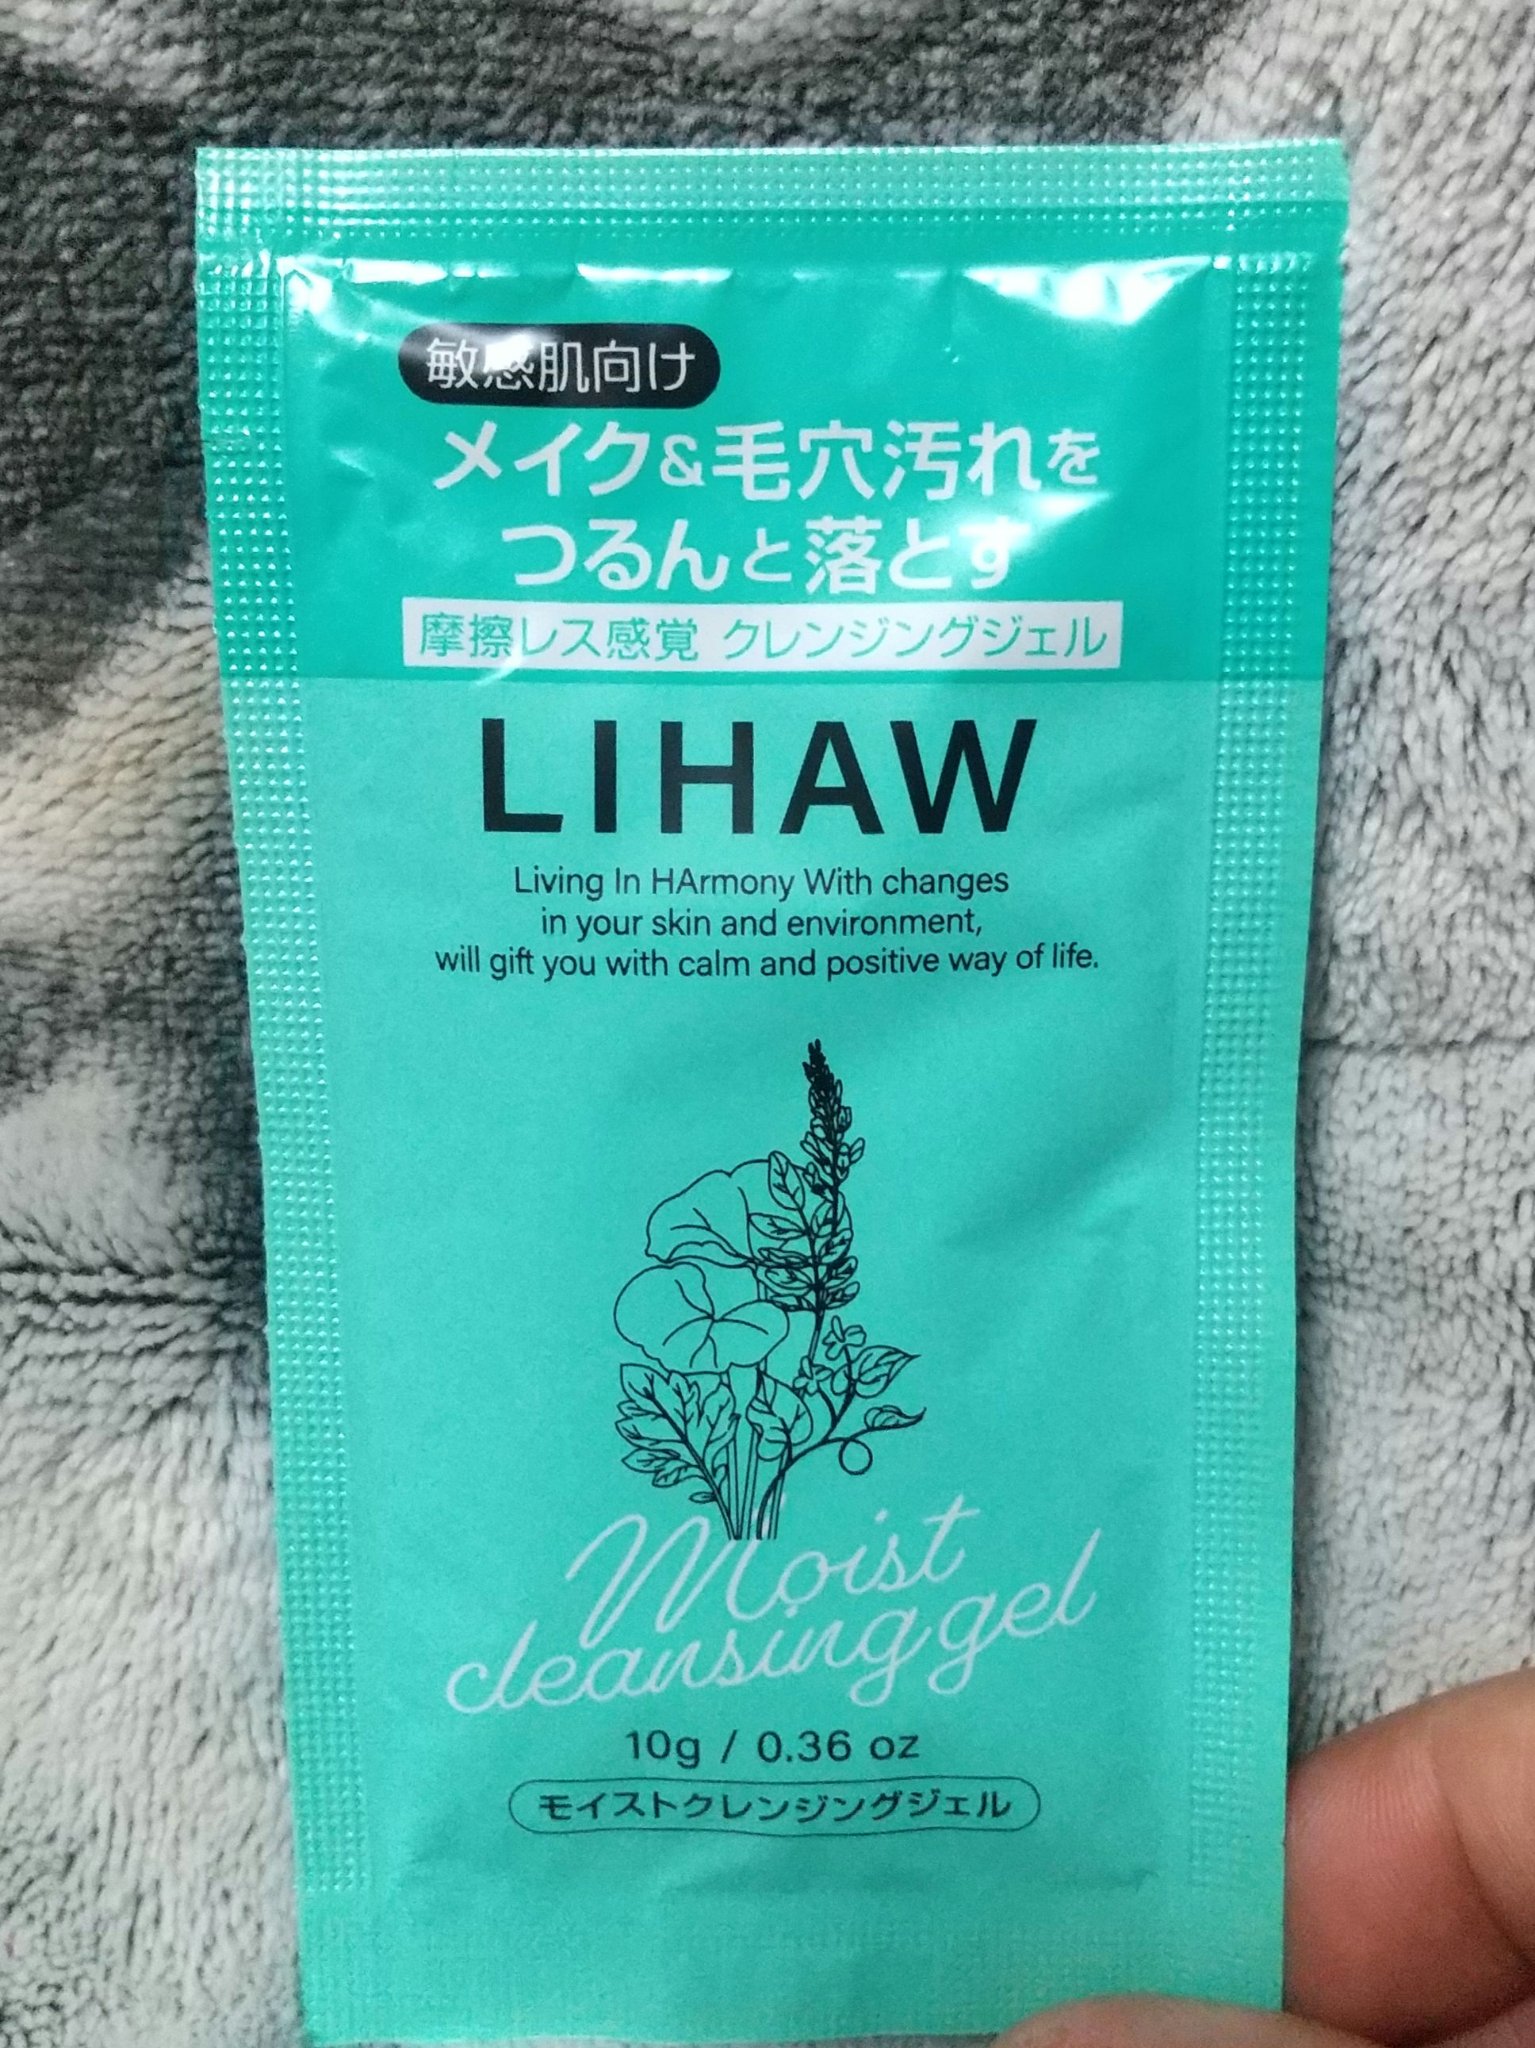 敏感肌向け
メイク&毛穴汚れを
つるんと落とす
摩擦レス感覚 クレンジングジェル
LIHAW
Living In HArmony With changes
in your skin and environment,
will gift you with calm and positive way of life.
Moist
cleansing gel
10g / 0.36 oz
モイストクレンジングジェル